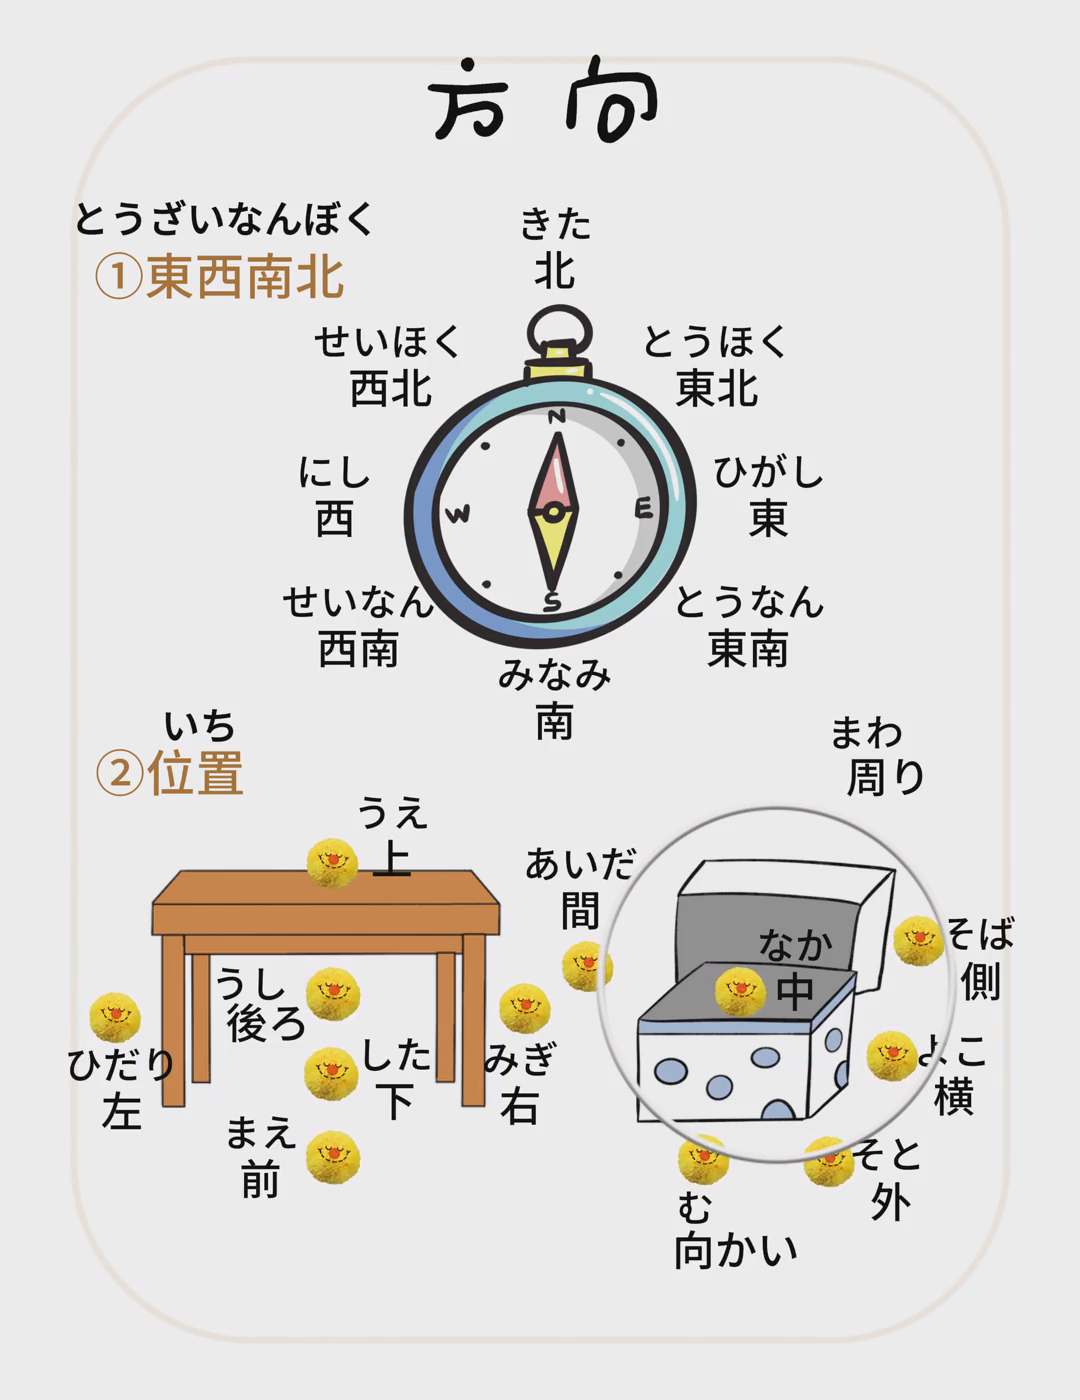 方向
とうざいなんぼく
①東西南北
きた
北
せいほく
西北
とうほく
東北
N
にし
西
W
E
ひがし
東
せいなん
西南
S
とうなん
東南
みなみ
南
いち
②位置
まわ
周り
うえ
上
あいだ
間
なか
中
そば
側
うし
後ろ
ひだり
左
した
下
みぎ
右
よこ
横
まえ
前
そと
外
む
向かい